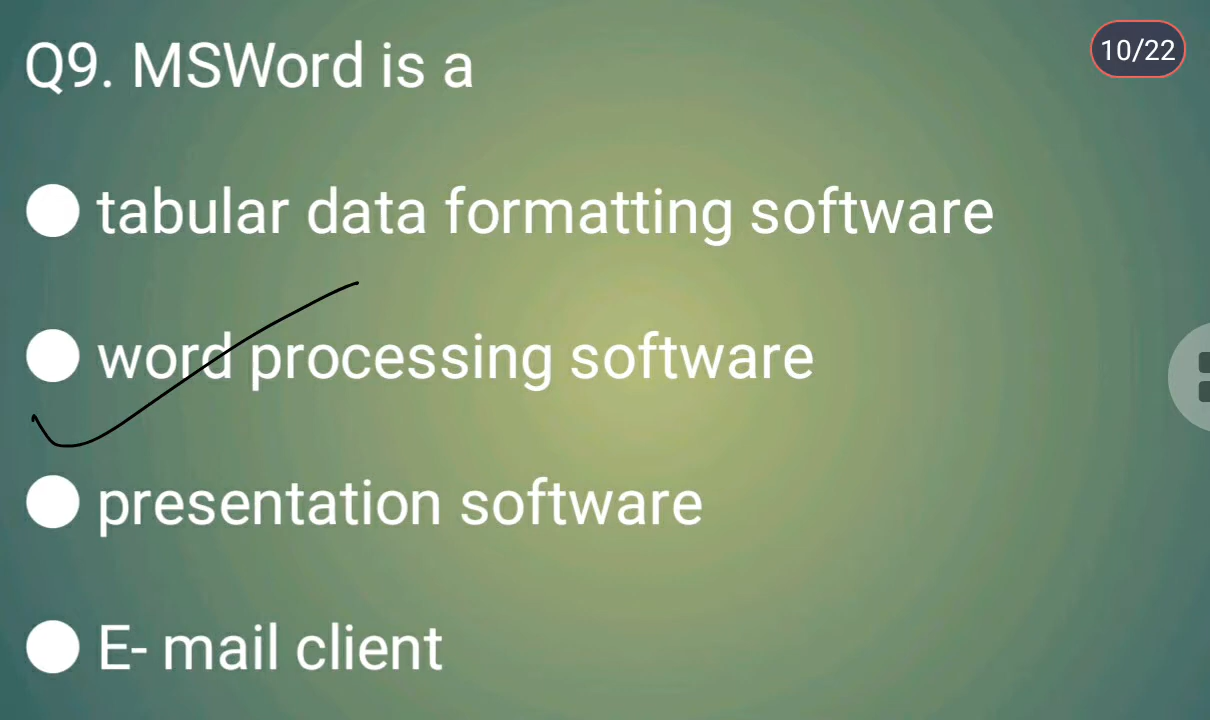 Q9. MSWord is a
10/22
tabular data formatting software
word processing software
presentation software
E- mail client